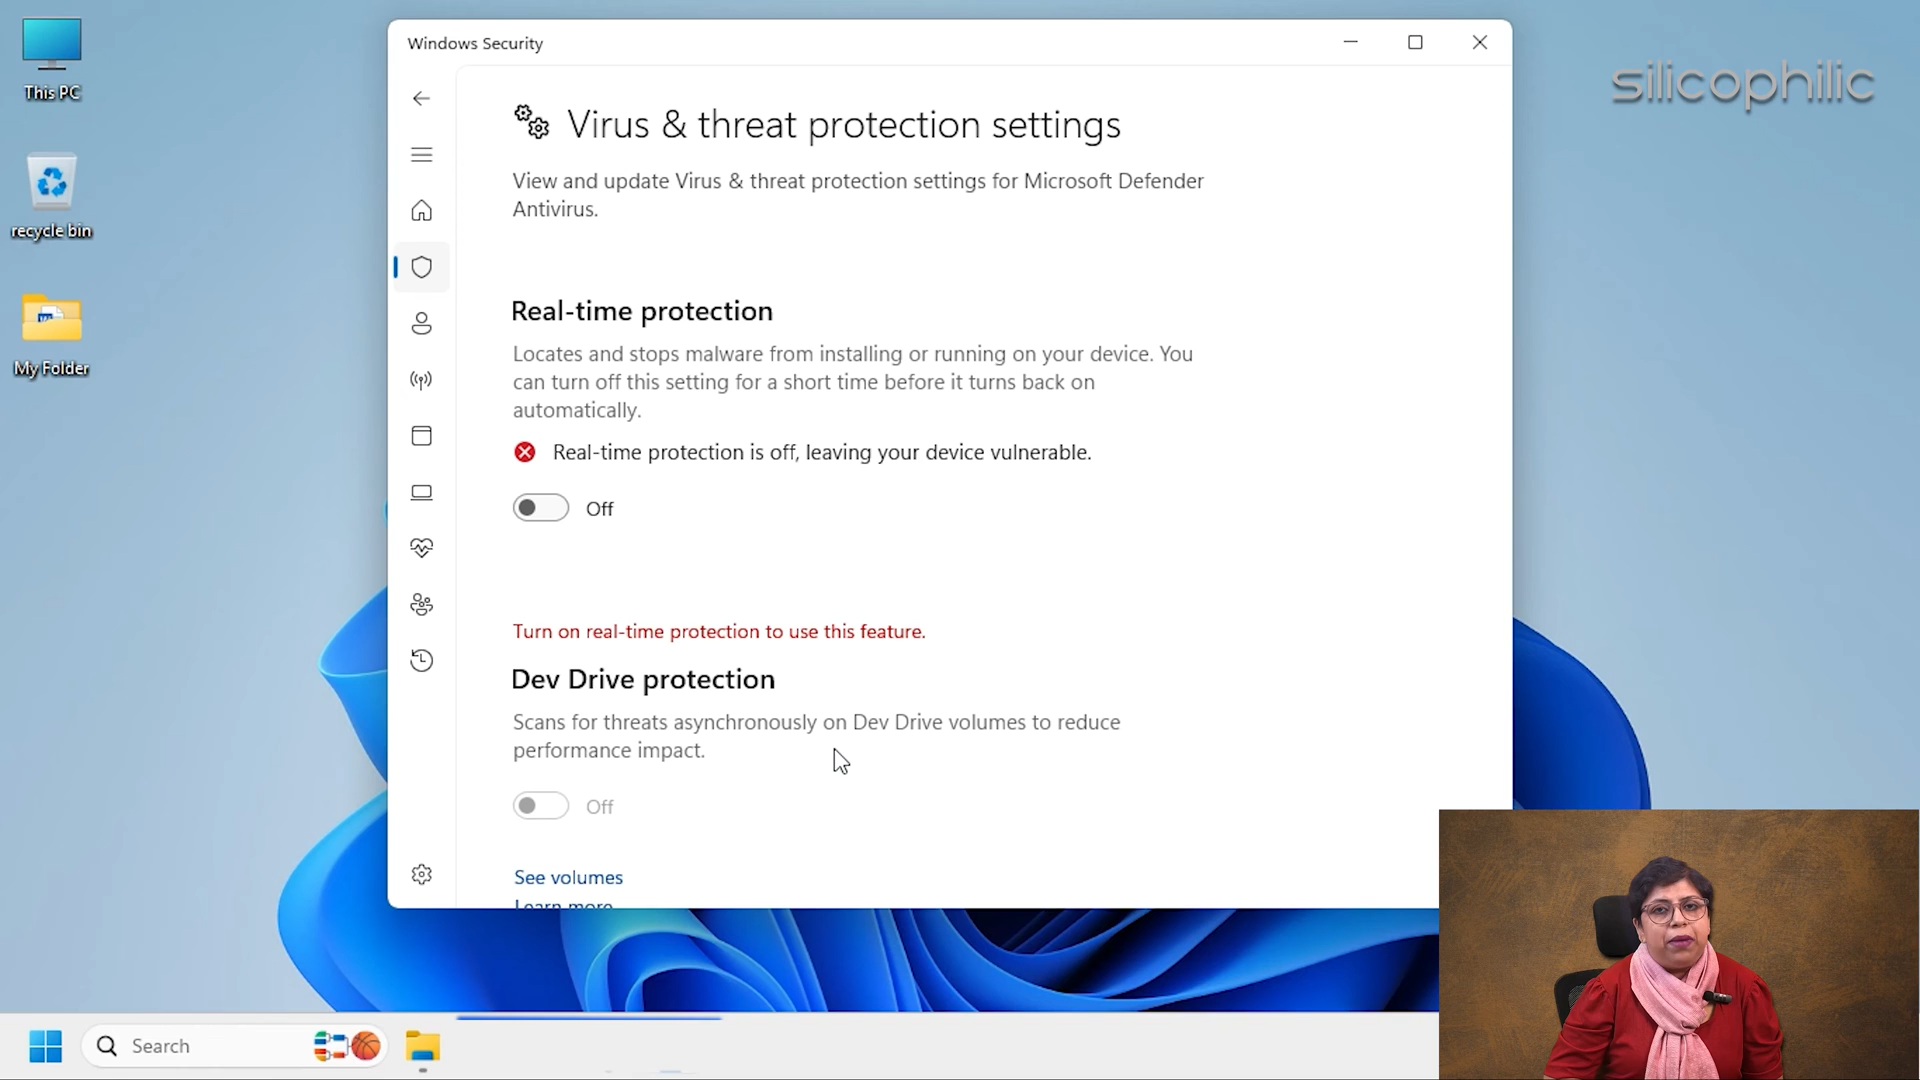 This PC
recycle bin
My Folder
Windows Security
silicophilic
Virus & threat protection settings
View and update Virus & threat protection settings for Microsoft Defender
Antivirus.
Real-time protection
Locates and stops malware from installing or running on your device. You
can turn off this setting for a short time before it turns back on
automatically.
Real-time protection is off, leaving your device vulnerable.
Off
Turn on real-time protection to use this feature.
Dev Drive protection
Scans for threats asynchronously on Dev Drive volumes to reduce
performance impact.
Off
See volumes
Learn more
Search